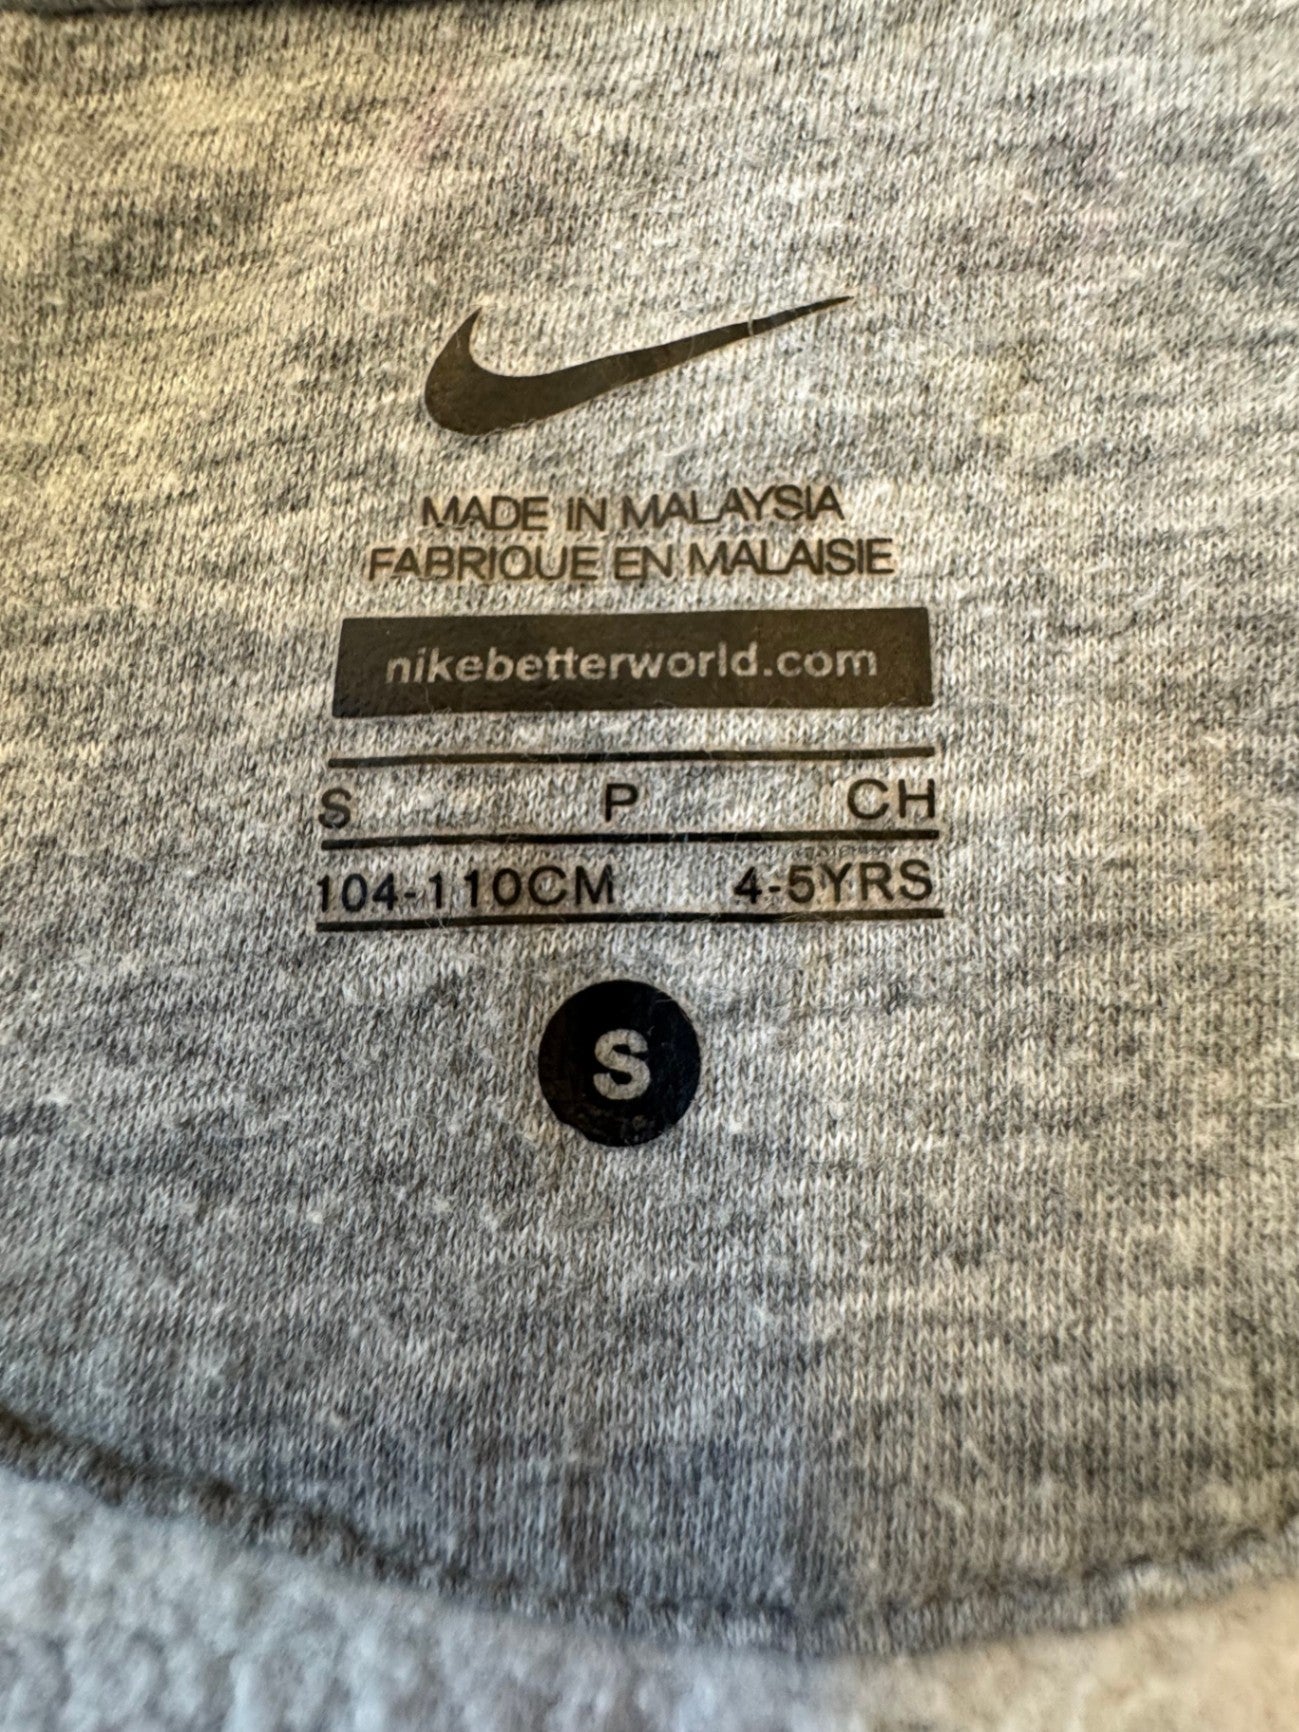 MADE IN MALAYSIA
FABRIQUE EN MALAISIE
nikebetterworld.com
S P CH
104-110CM 4-5YRS
S